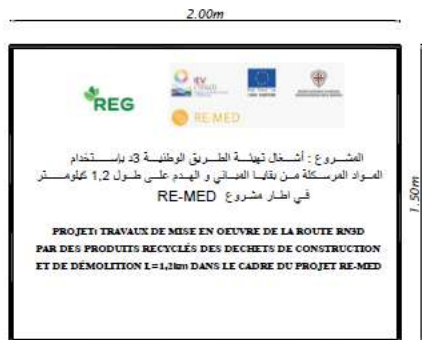 2.00m
REG
RE-MED
المشروع : أشغال تهيئة الطريق الوطنية 3د بإستخدام
المواد المرسكلة من بقايا المباني و الهدم على طول 1,2 كيلومتر
في اطار مشروع RE-MED
PROJET: TRAVAUX DE MISE EN OEUVRE DE LA ROUTE RN3D
PAR DES PRODUITS RECYCLÉS DES DECHETS DE CONSTRUCTION
ET DE DÉMOLITION L=1,2km DANS LE CADRE DU PROJET RE-MED
1.50m